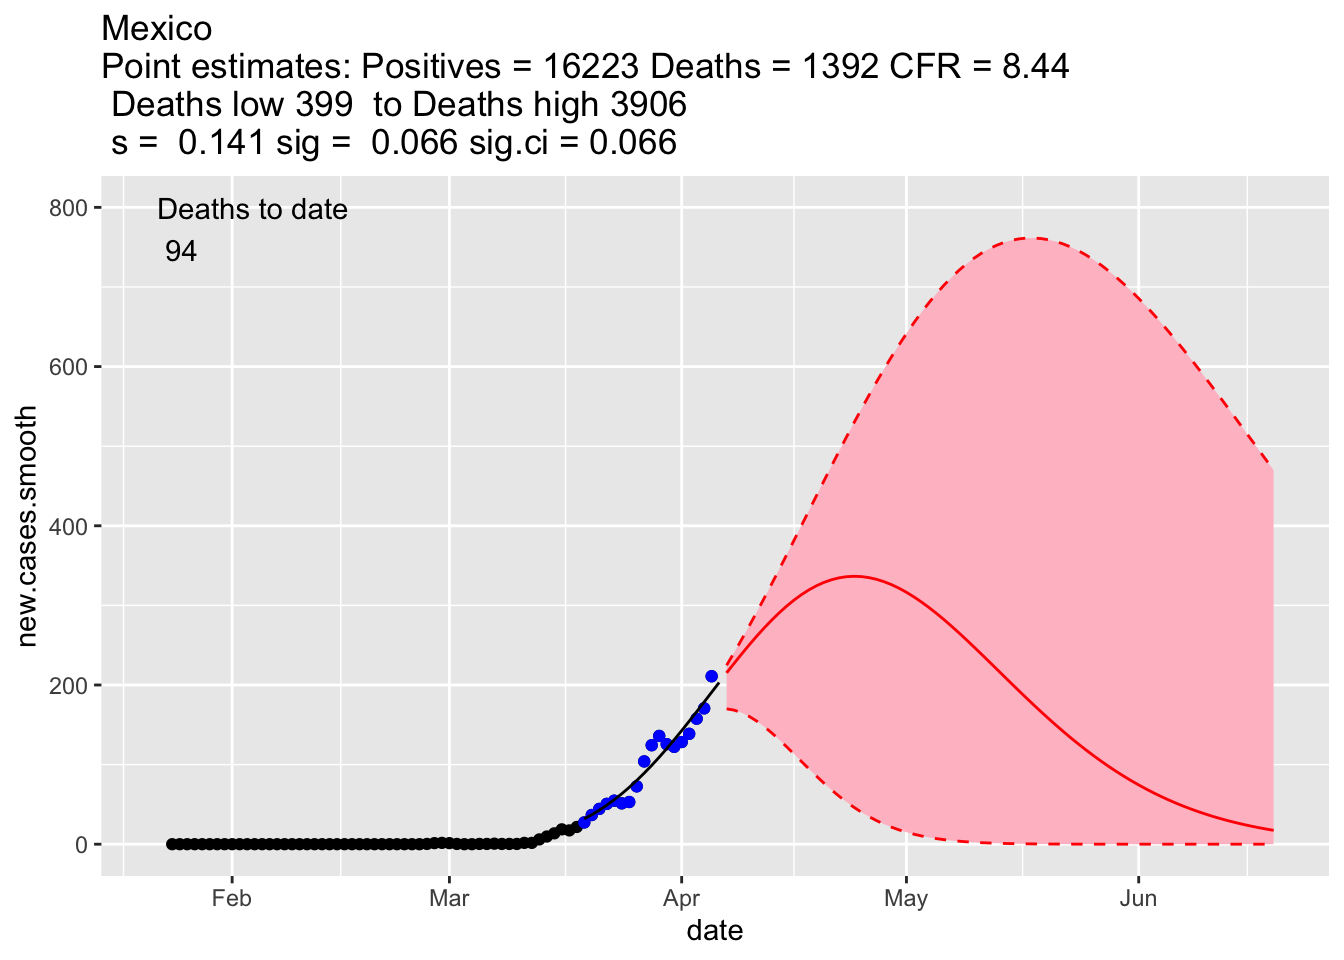 Mexico
Point estimates: Positives = 16223 Deaths = 1392 CFR = 8.44
Deaths low 399  to Deaths high 3906
s =  0.141 sig =  0.066 sig.ci = 0.066
Deaths to date
94
800
600
400
200
0
new.cases.smooth
Feb Mar Apr May Jun
date